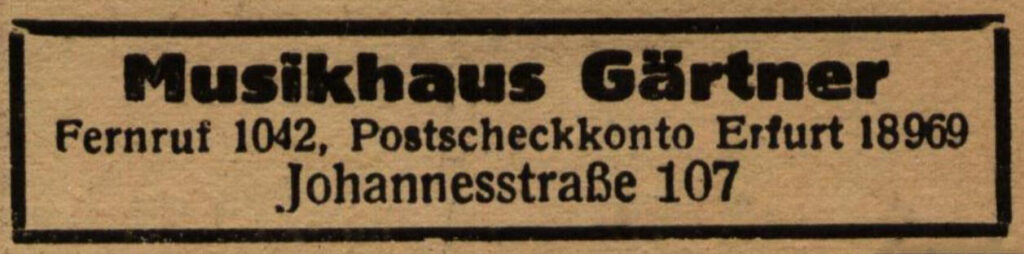 Musikhaus Gärtner
Fernruf 1042, Postscheckkonto Erfurt 18969
Johannesstraße 107